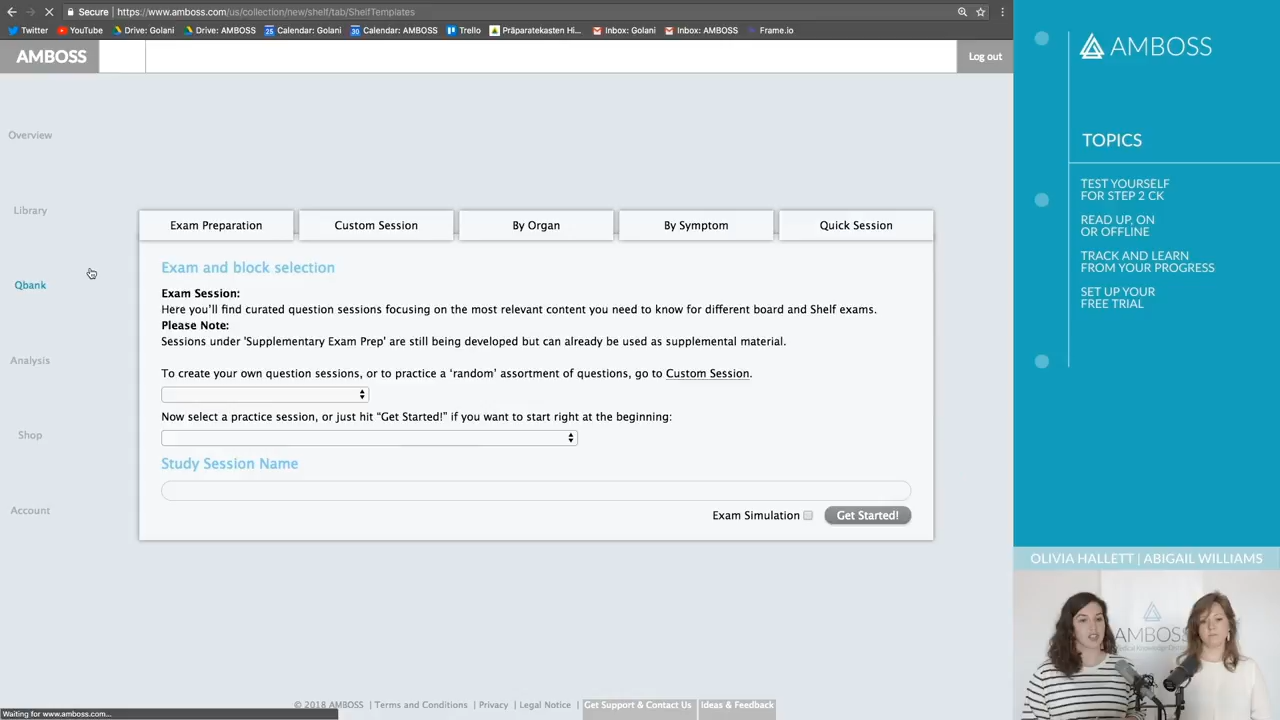 Secure
https://www.amboss.com/us/collection/new/shelf/tab/ShelfTemplates
Twitter
YouTube
Drive: Golani
Drive: AMBOSS
25 Calendar: Golani
30 Calendar: AMBOSS
Trello
Präparatekasten Hi...
Inbox: Golani
Inbox: AMBOSS
Frame.io
AMBOSS
Log out
Overview
Library
Qbank
Analysis
Shop
Account
Exam Preparation
Custom Session
By Organ
By Symptom
Quick Session
Exam and block selection
Exam Session:
Here you’ll find curated question sessions focusing on the most relevant content you need to know for different board and Shelf exams.
Please Note:
Sessions under 'Supplementary Exam Prep' are still being developed but can already be used as supplemental material.
To create your own question sessions, or to practice a ‘random’ assortment of questions, go to Custom Session.
Now select a practice session, or just hit “Get Started!” if you want to start right at the beginning:
Study Session Name
Exam Simulation
Get Started!
© 2018 AMBOSS | Terms and Conditions | Privacy | Legal Notice | Get Support & Contact Us | Ideas & Feedback
Waiting for www.amboss.com...
AMBOSS
TOPICS
TEST YOURSELF
FOR STEP 2 CK
READ UP, ON
OR OFFLINE
TRACK AND LEARN
FROM YOUR PROGRESS
SET UP YOUR
FREE TRIAL
OLIVIA HALLETT | ABIGAIL WILLIAMS
AMBOSS